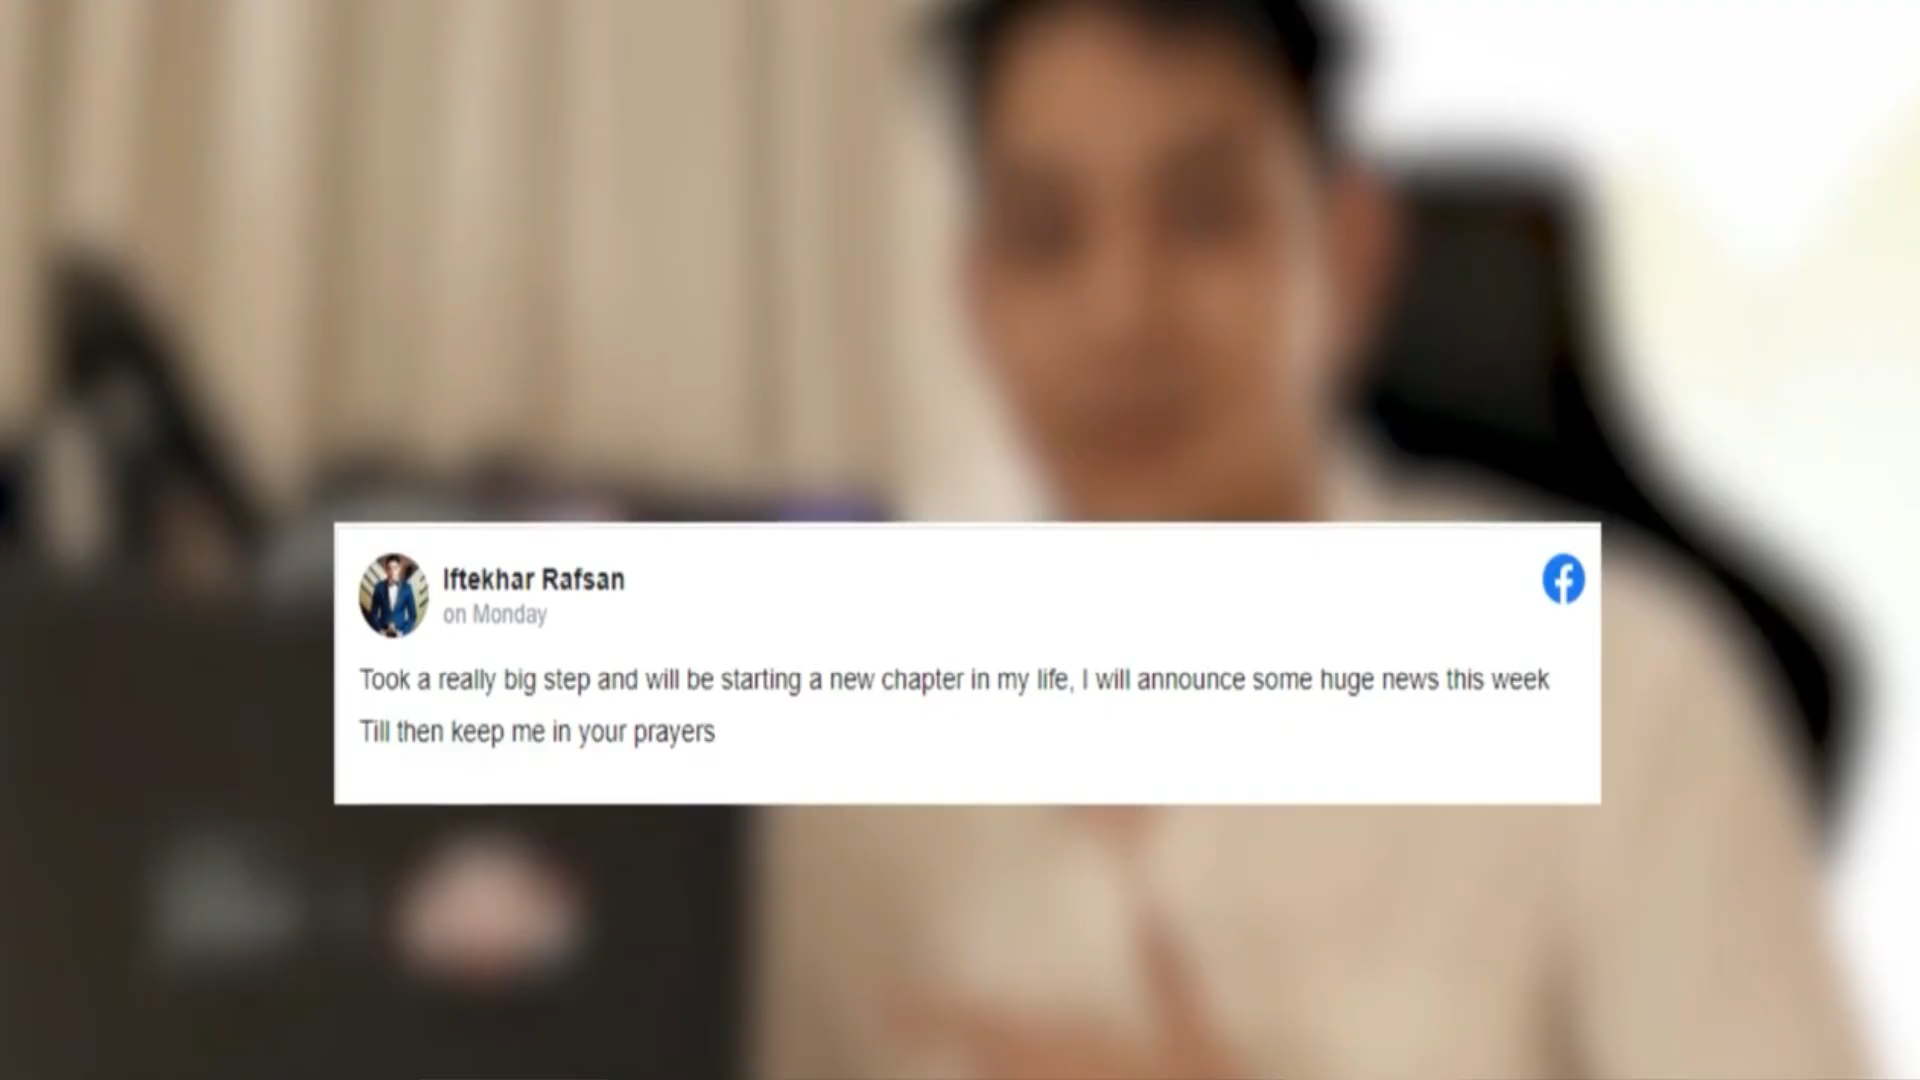 Iftekhar Rafsan
on Monday
Took a really big step and will be starting a new chapter in my life, I will announce some huge news this week
Till then keep me in your prayers